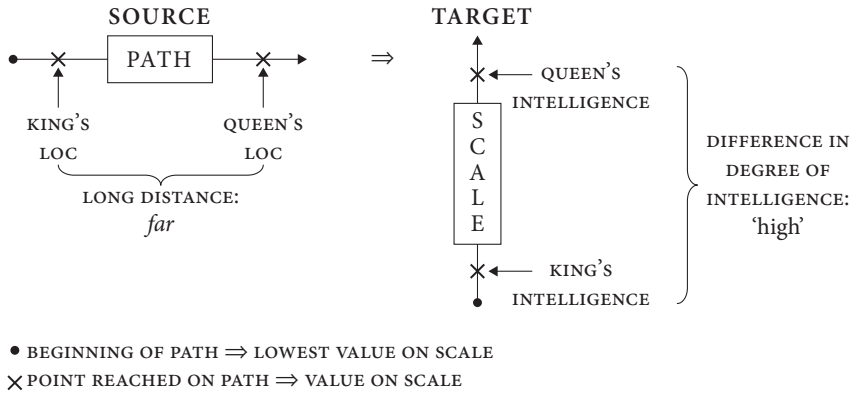 SOURCE
PATH
KING'S
LOC
QUEEN'S
LOC
LONG DISTANCE:
far
⇒
TARGET
QUEEN'S
INTELLIGENCE
SCALE
KING'S
INTELLIGENCE
DIFFERENCE IN
DEGREE OF
INTELLIGENCE:
‘high’
• BEGINNING OF PATH ⇒ LOWEST VALUE ON SCALE
× POINT REACHED ON PATH ⇒ VALUE ON SCALE